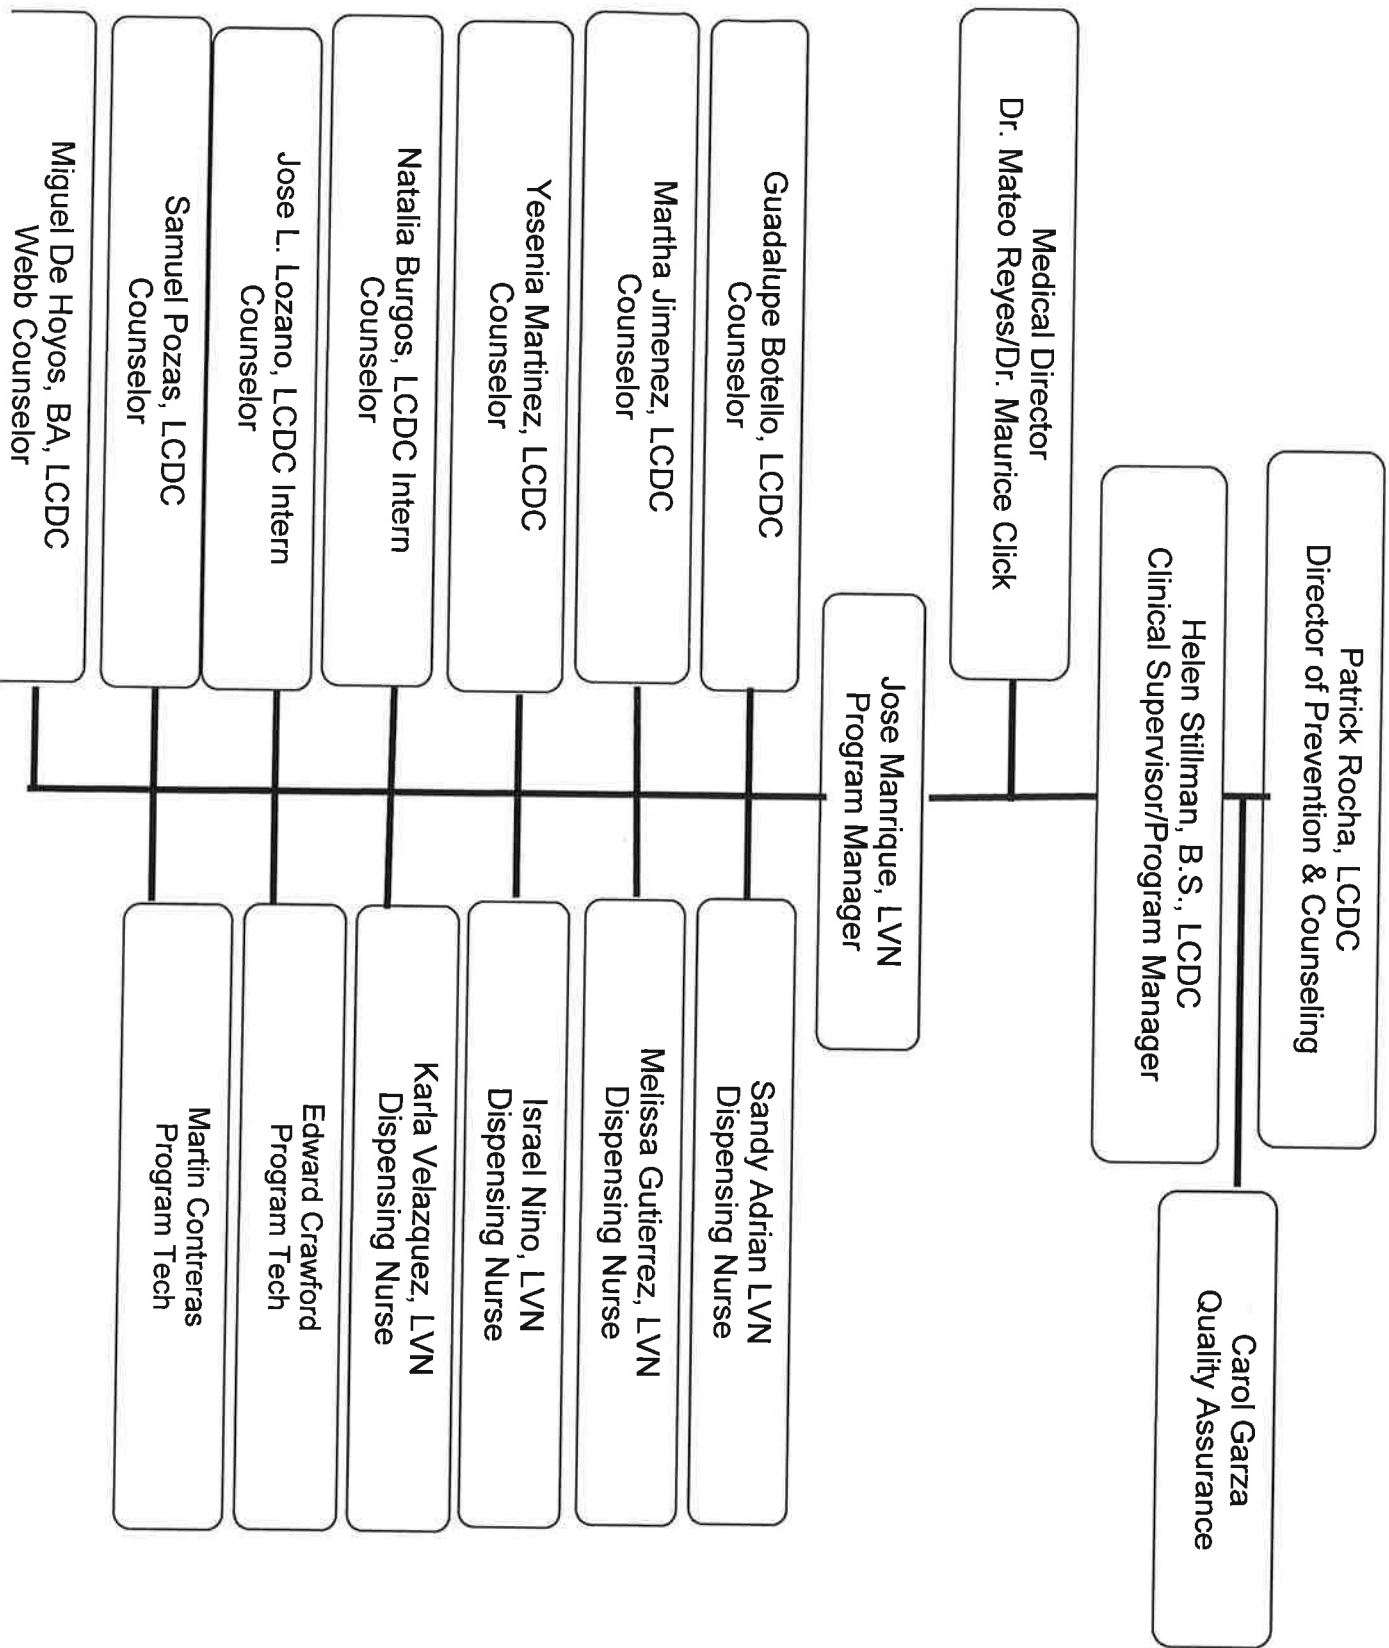 Patrick Rocha, LCDC
Director of Prevention & Counseling
Carol Garza
Quality Assurance
Helen Stillman, B.S., LCDC
Clinical Supervisor/Program Manager
Medical Director
Dr. Mateo Reyes/Dr. Maurice Click
Jose Manrique, LVN
Program Manager
Guadalupe Botello, LCDC
Counselor
Sandy Adrian LVN
Dispensing Nurse
Martha Jimenez, LCDC
Counselor
Melissa Gutierrez, LVN
Dispensing Nurse
Yesenia Martinez, LCDC
Counselor
Israel Nino, LVN
Dispensing Nurse
Natalia Burgos, LCDC Intern
Counselor
Karla Velazquez, LVN
Dispensing Nurse
Jose L. Lozano, LCDC Intern
Counselor
Edward Crawford
Program Tech
Samuel Pozas, LCDC
Counselor
Martin Contreras
Program Tech
Miguel De Hoyos, BA, LCDC
Webb Counselor